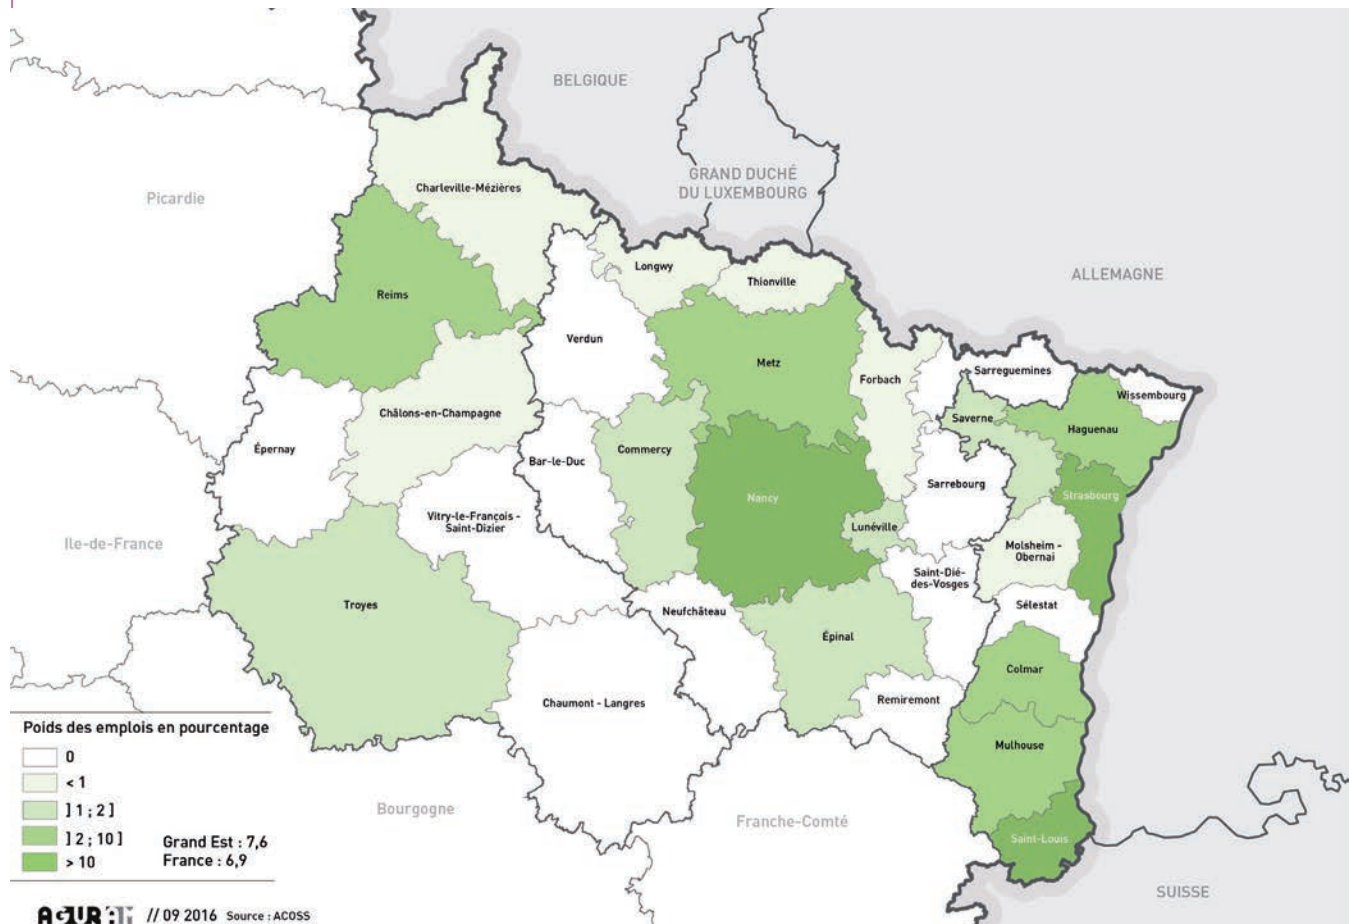 BELGIQUE
GRAND DUCHÉ
DU LUXEMBOURG
Picardie
Charleville-Mézières
ALLEMAGNE
Longwy
Thionville
Reims
Verdun
Metz
Forbach
Sarreguemines
Wissembourg
Châlons-en-Champagne
Saverne
Haguenau
Épernay
Commercy
Bar-le-Duc
Nancy
Sarrebourg
Strasbourg
Vitry-le-François -
Saint-Dizier
Lunéville
Ile-de-France
Molsheim -
Obernai
Saint-Dié-
des-Vosges
Troyes
Neufchâteau
Sélestat
Épinal
Colmar
Chaumont - Langres
Remiremont
Mulhouse
Bourgogne
Franche-Comté
Saint-Louis
SUISSE
Poids des emplois en pourcentage
0
< 1
] 1 ; 2 ]
] 2 ; 10 ]
> 10
Grand Est : 7,6
France : 6,9
// 09 2016 Source : ACOSS